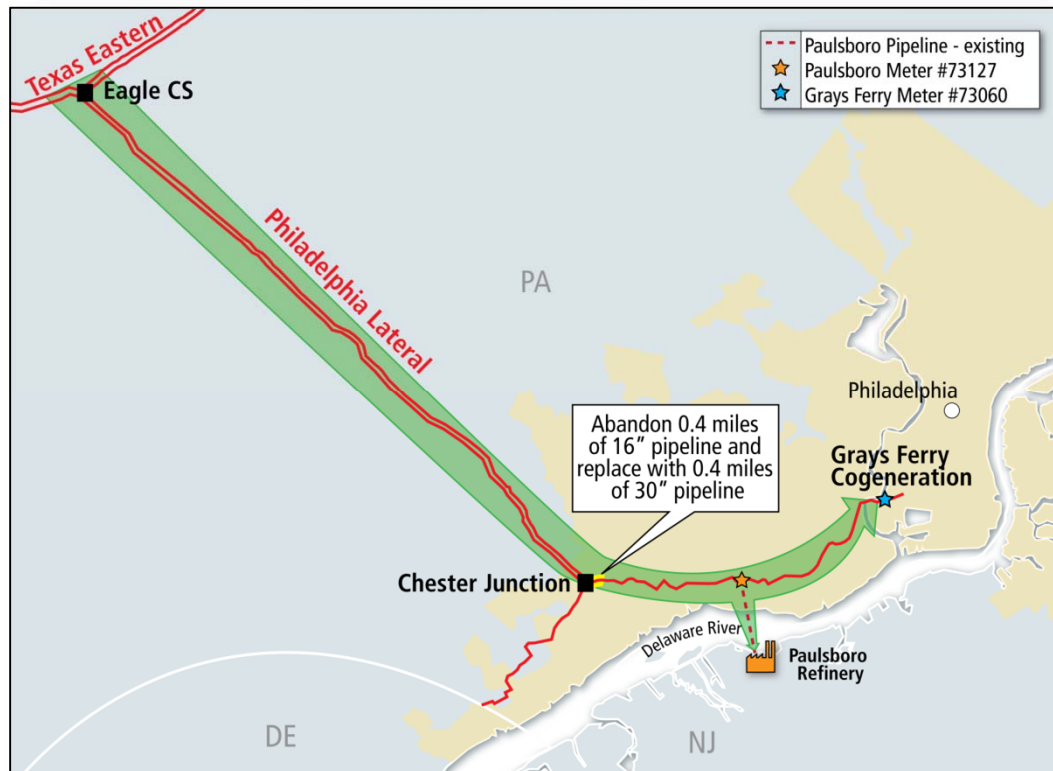 Texas Eastern
Eagle CS
Paulsboro Pipeline - existing
Paulsboro Meter #73127
Grays Ferry Meter #73060
Philadelphia Lateral
PA
Philadelphia
Abandon 0.4 miles
of 16” pipeline and
replace with 0.4 miles
of 30” pipeline
Grays Ferry
Cogeneration
Chester Junction
Delaware River
Paulsboro
Refinery
DE
NJ